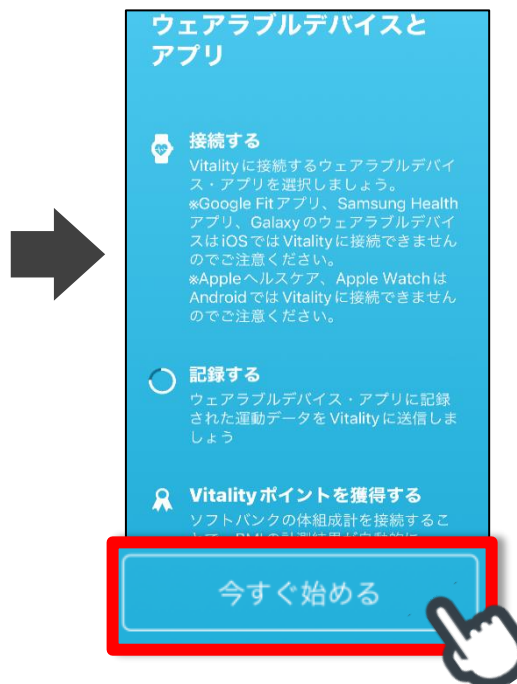 ウェアラブルデバイスと
アプリ
接続する
Vitalityに接続するウェアラブルデバイ
ス・アプリを選択しましょう。
※Google Fitアプリ、Samsung Health
アプリ、Galaxyのウェアラブルデバイ
スはiOSではVitalityに接続できません
のでご注意ください。
※Appleヘルスケア、Apple Watchは
AndroidではVitalityに接続できません
のでご注意ください。
記録する
ウェアラブルデバイス・アプリに記録
された運動データをVitalityに送信しま
しょう
Vitalityポイントを獲得する
ソフトバンクの体組成計を接続するこ
今すぐ始める